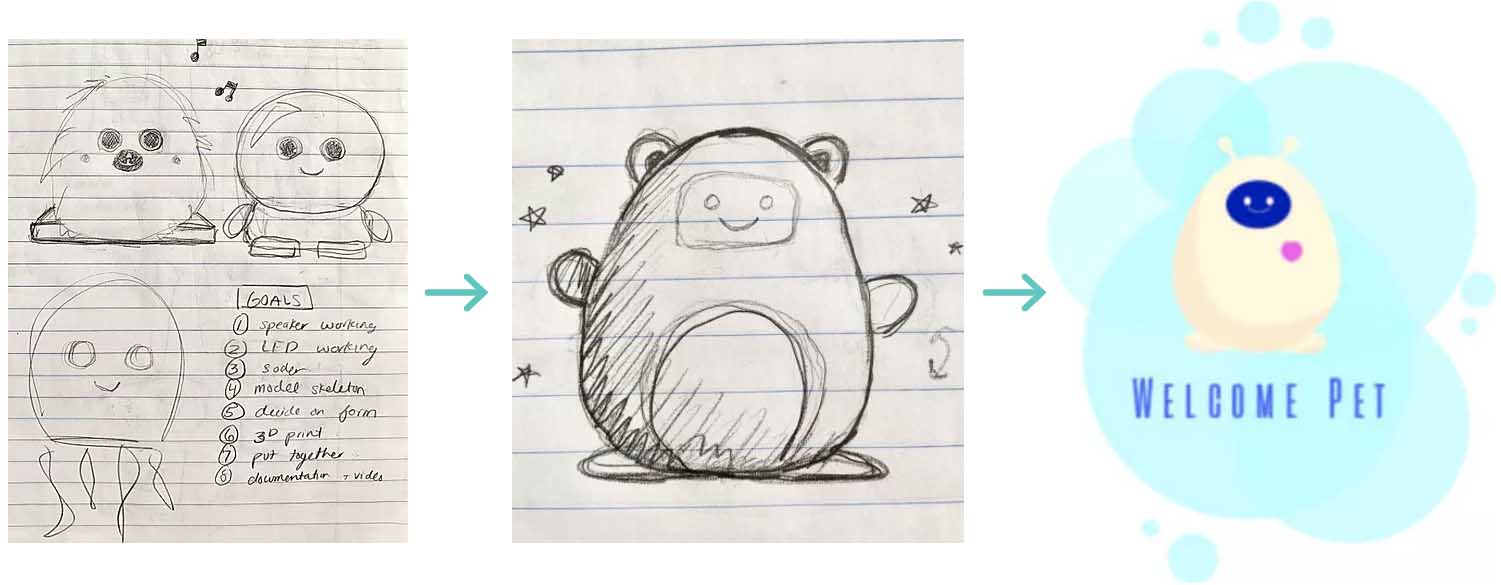 GOALS
1 speaker working
2 LED working
3 soder
4 model skeleton
5 decide on form
6 3D print
7 put together
8 documentation + video
WELCOME PET